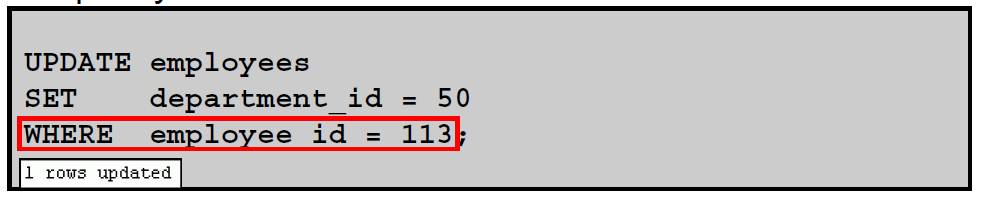 UPDATE employees
SET department_id = 50
WHERE employee_id = 113;
1 rows updated